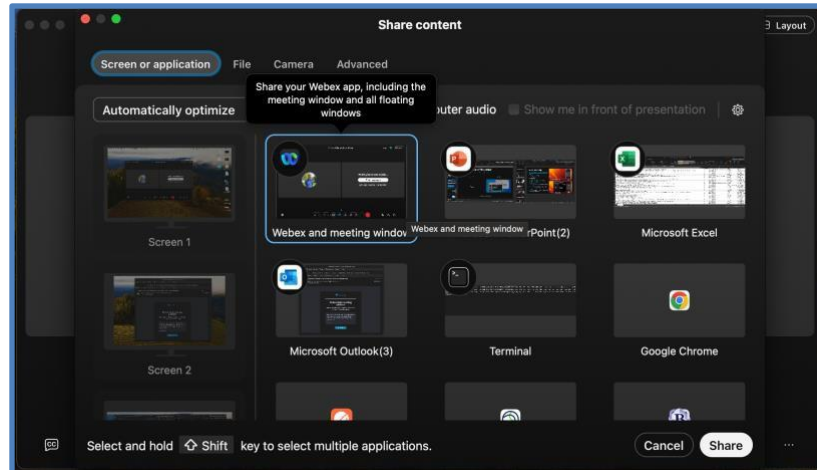 Share content
Layout
Screen or application
File
Camera
Advanced
Share your Webex app, including the
meeting window and all floating
windows
Automatically optimize
uter audio
Show me in front of presentation
Screen 1
Webex and meeting window
Webex and meeting window
rPoint(2)
Microsoft Excel
Screen 2
Microsoft Outlook(3)
Terminal
Google Chrome
CC
Select and hold Shift key to select multiple applications.
Cancel
Share